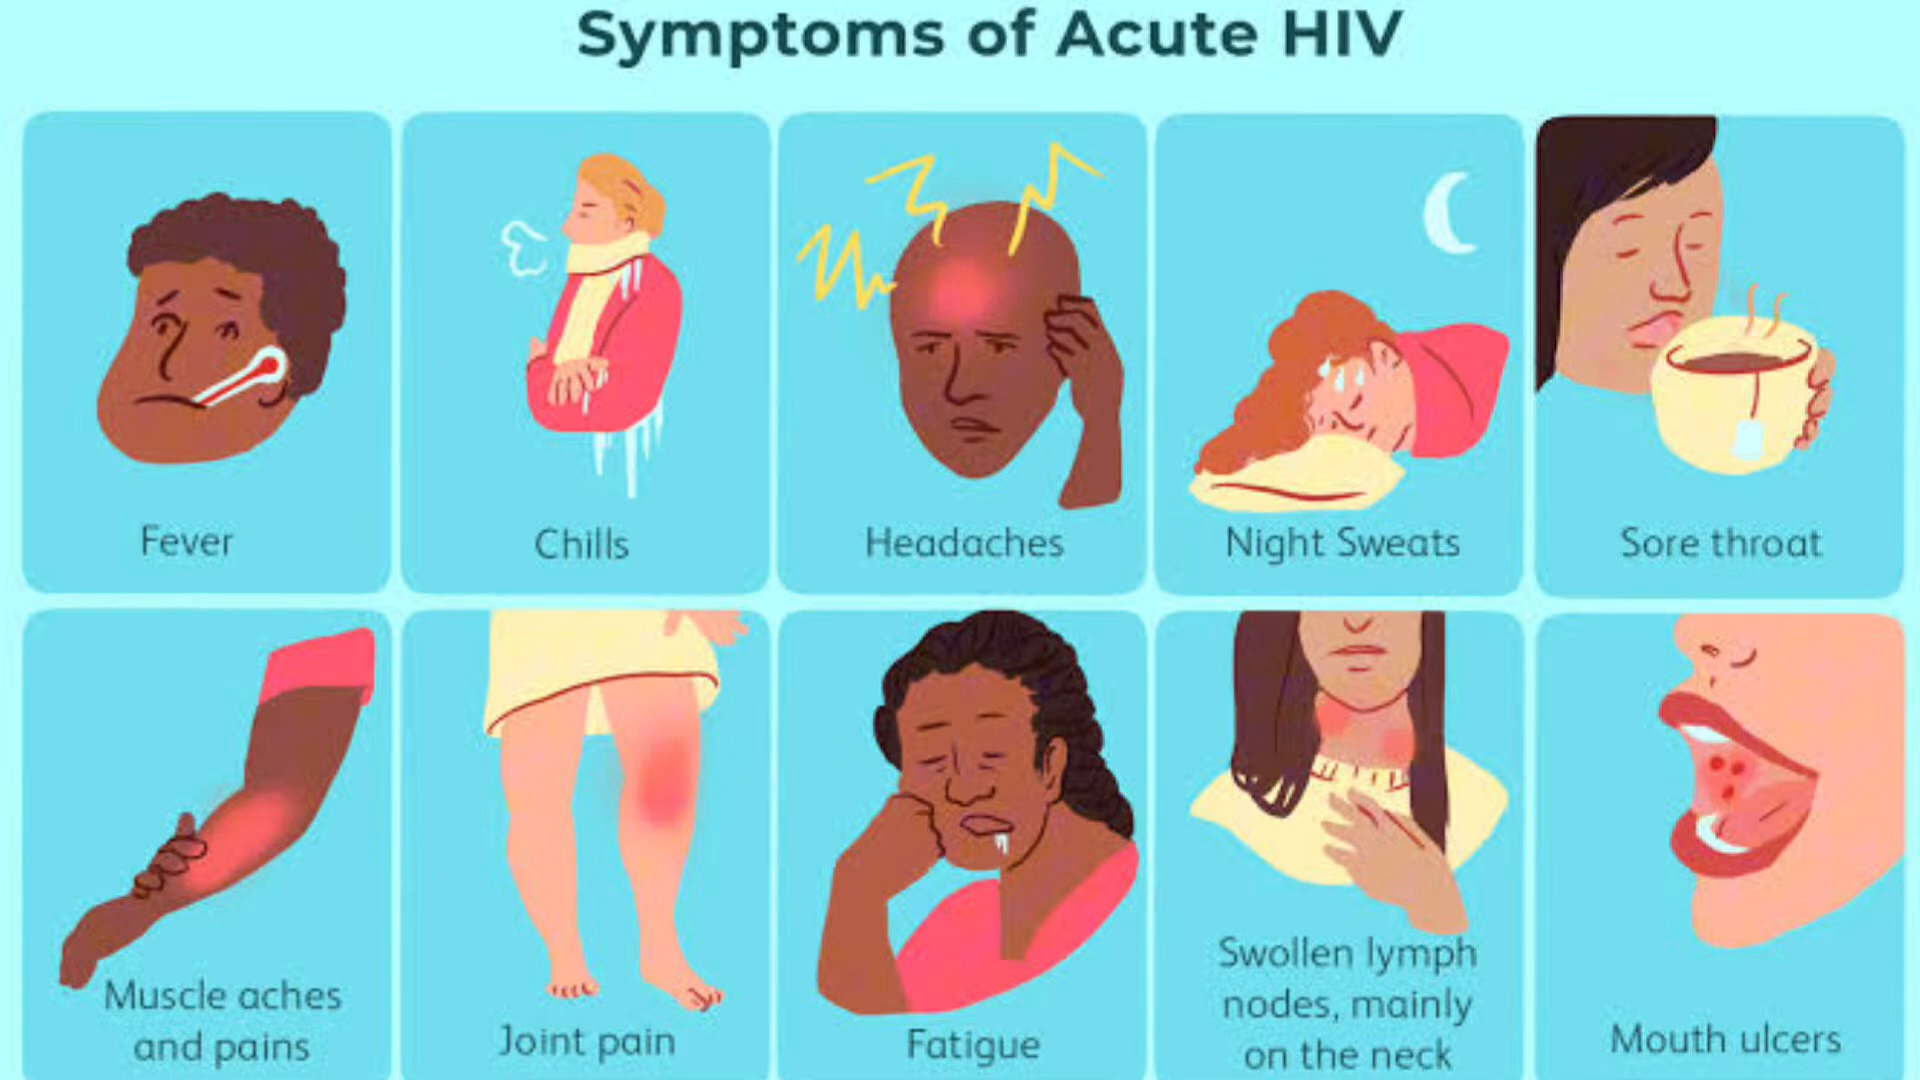 Symptoms of Acute HIV
Fever
Chills
Headaches
Night Sweats
Sore throat
Muscle aches
and pains
Joint pain
Fatigue
Swollen lymph
nodes, mainly
on the neck
Mouth ulcers